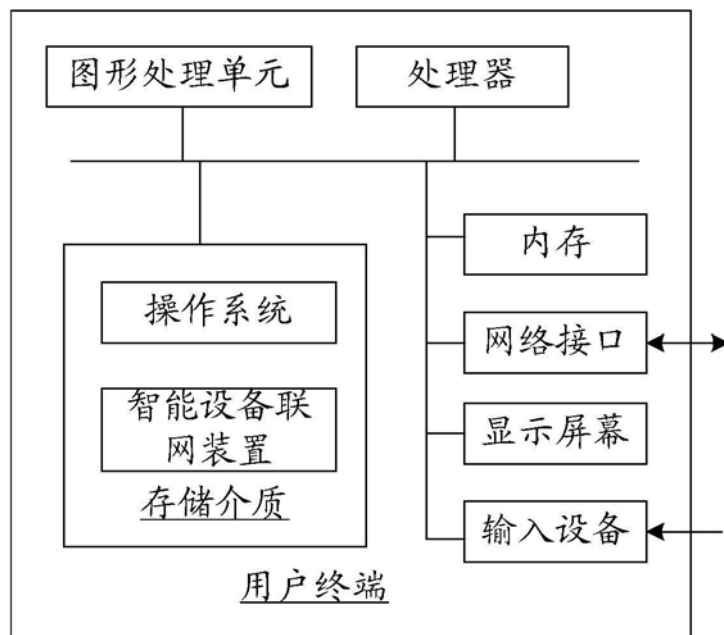 图形处理单元
处理器
内存
操作系统
网络接口
智能设备联
网装置
显示屏幕
存储介质
输入设备
用户终端